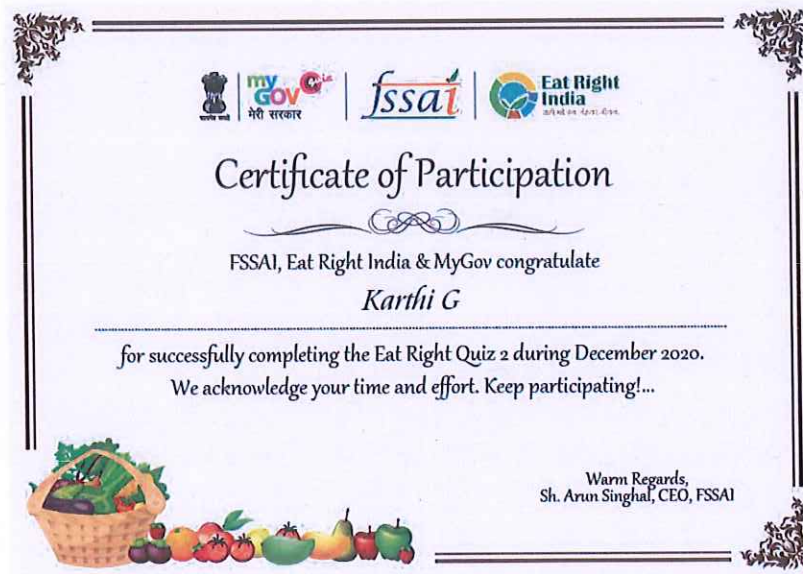 my GOV Quiz
मेरी सरकार
fssai
Eat Right
India
Certificate of Participation
FSSAI, Eat Right India & MyGov congratulate
Karthi G
for successfully completing the Eat Right Quiz 2 during December 2020.
We acknowledge your time and effort. Keep participating!...
Warm Regards,
Sh. Arun Singhal, CEO, FSSAI